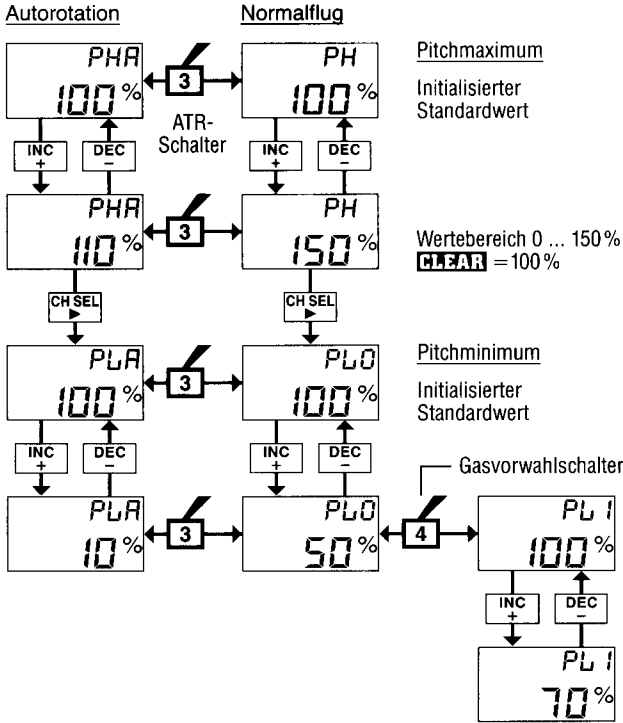 Autorotation Normalflug
PHA 3 PH Pitchmaximum
100% 100% Initialisierter
ATR- Standardwert
Schalter
INC + DEC – INC + DEC –
PHA 3 PH
110% 150% Wertebereich 0 ... 150%
CLEAR = 100%
CH SEL ► CH SEL ►
PLA 3 PL0 Pitchminimum
100% 100% Initialisierter
Standardwert
INC + DEC – INC + DEC – Gasvorwahlschalter
PLA 3 PL0 4 PL1
10% 50% 100%
INC + DEC –
PL1
70%